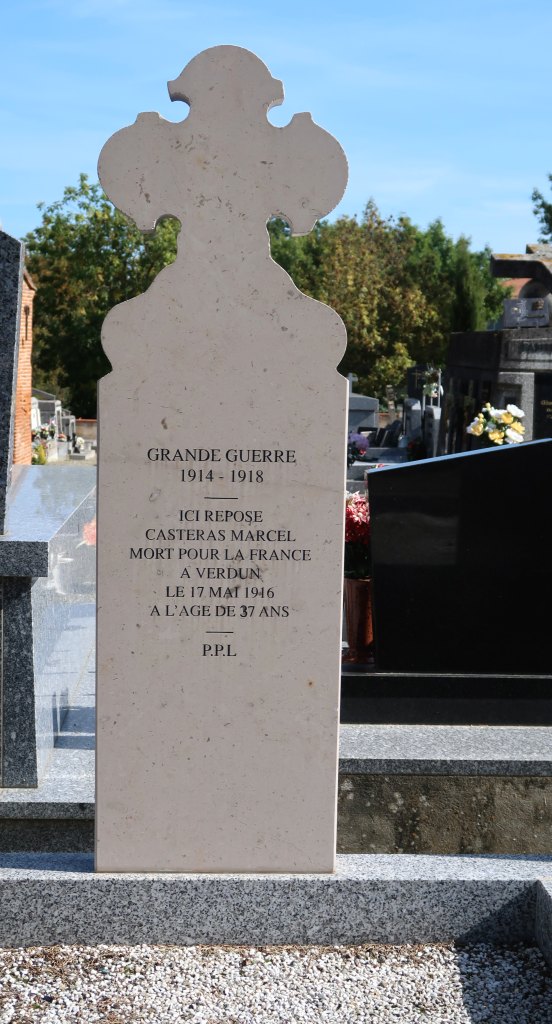 GRANDE GUERRE
1914 - 1918
ICI REPOSE
CASTERAS MARCEL
MORT POUR LA FRANCE
A VERDUN
LE 17 MAI 1916
A L'AGE DE 37 ANS
P.P.L